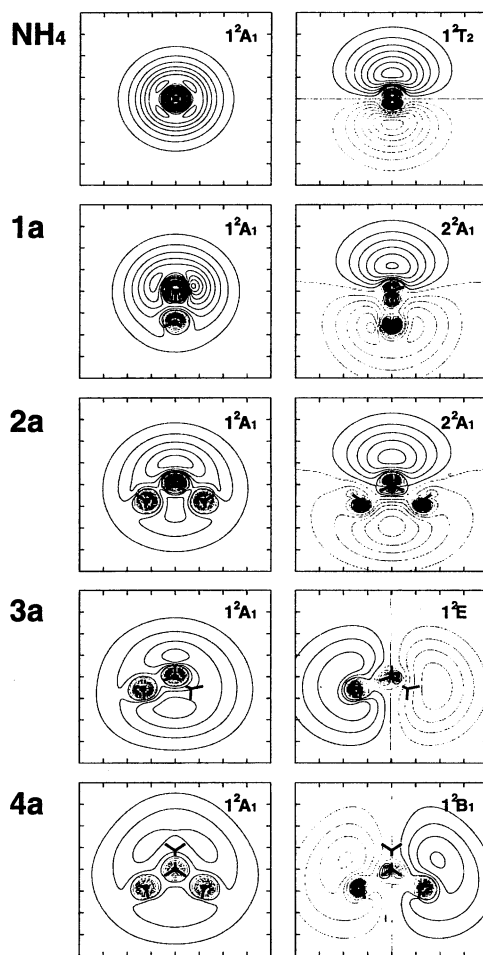 NH₄ 1²A₁ 1²T₂
1a 1²A₁ 2²A₁
2a 1²A₁ 2²A₁
3a 1²A₁ 1²E
4a 1²A₁ 1²B₁